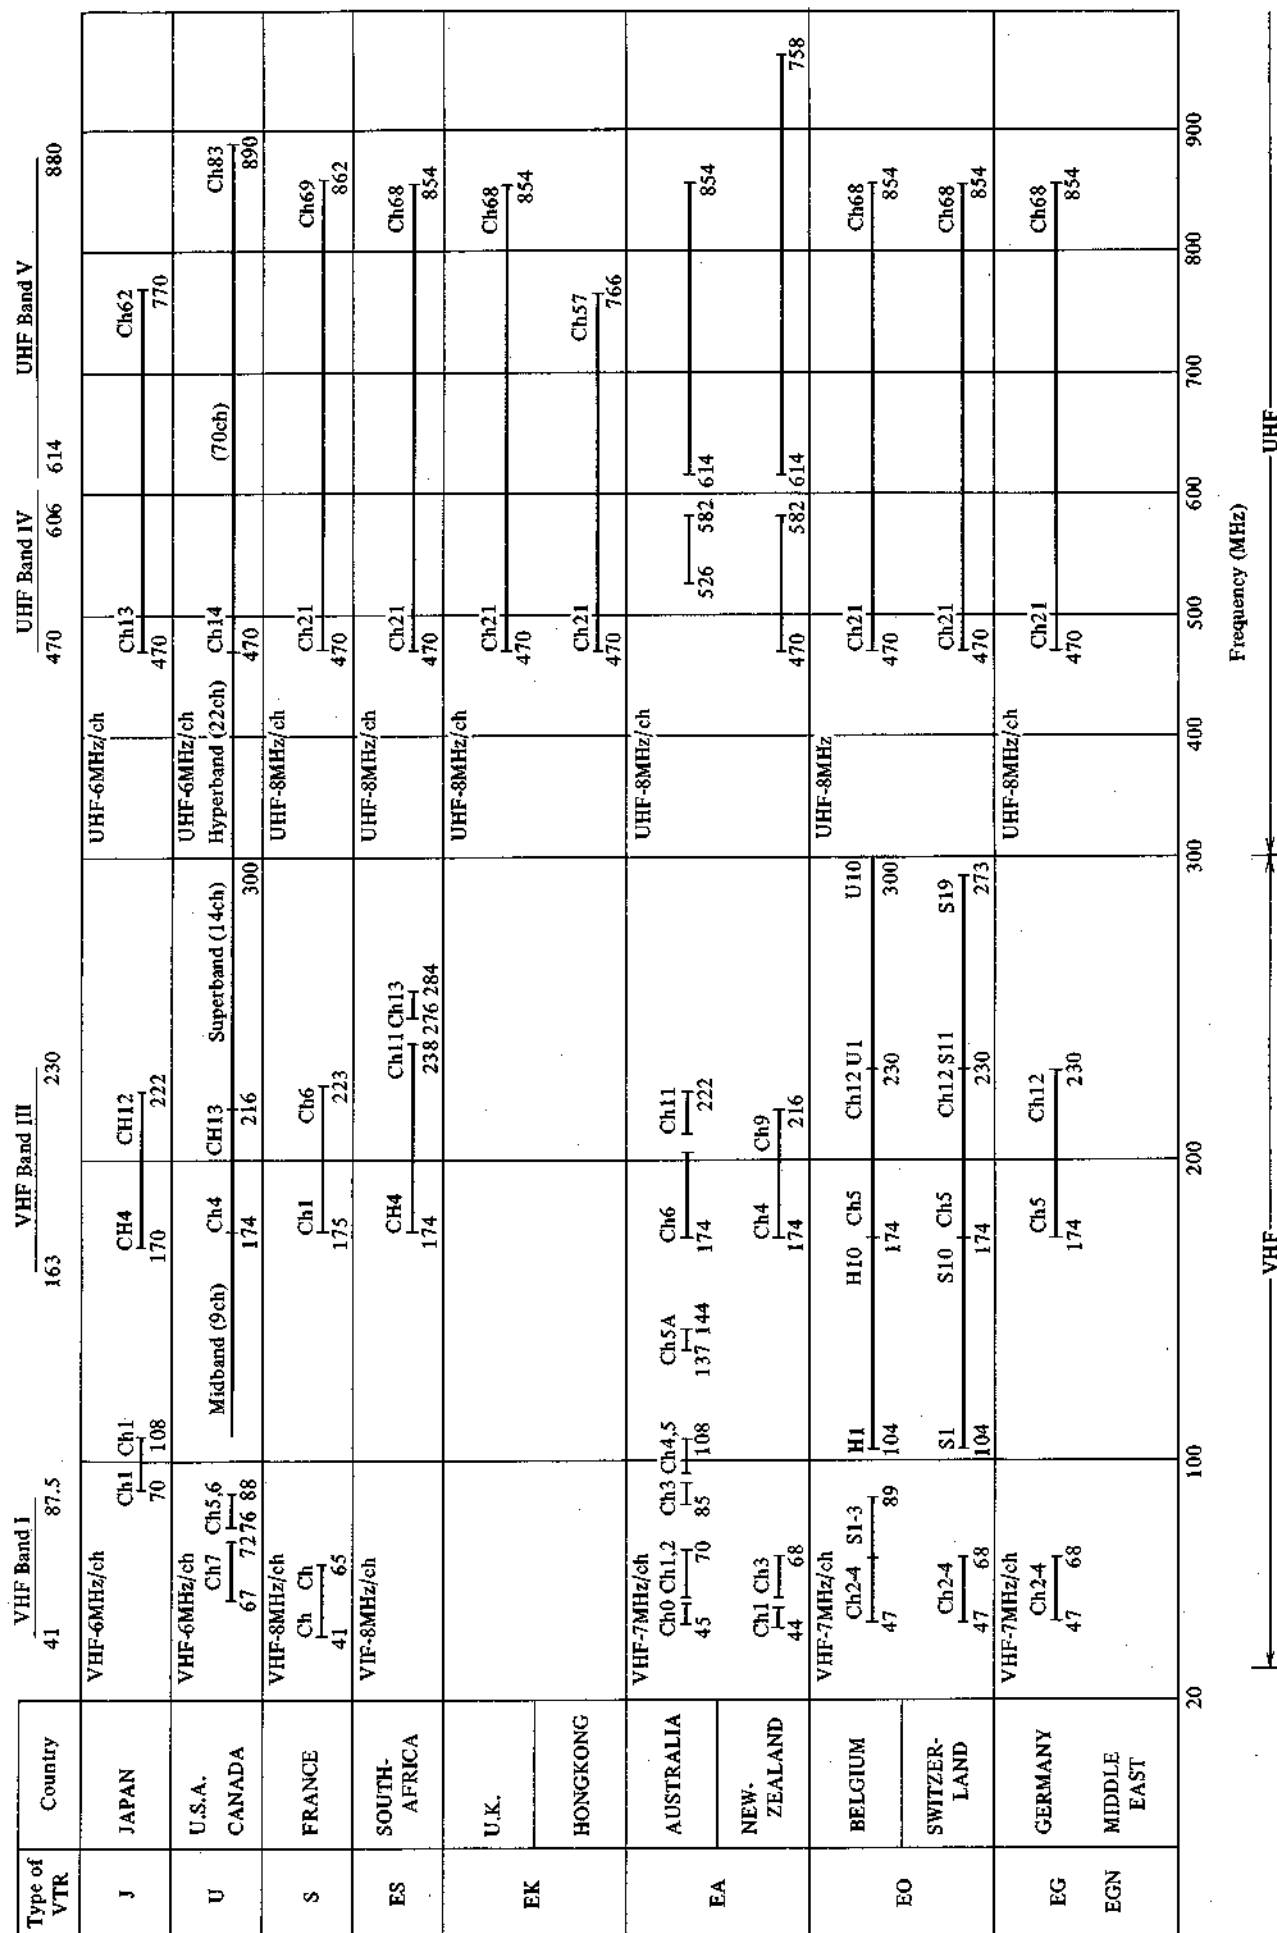 VHF Band I
VHF Band III
UHF Band IV
UHF Band V
41 87.5
163 230
470 606
614 880
Type of VTR
Country
J
JAPAN
VHF-6MHz/ch
Ch1 Ch1
70 108
CH4 CH12
170 222
UHF-6MHz/ch
Ch13 Ch62
470 770
U
U.S.A.
CANADA
VHF-6MHz/ch
Ch7 Ch5,6
67 72 76 88
Midband (9ch)
Ch4 CH13
174 216
Superband (14ch)
300
UHF-6MHz/ch
Hyperband (22ch)
Ch14 (70ch) Ch83
470 890
S
FRANCE
VHF-8MHz/ch
Ch Ch
41 65
Ch1 Ch6
175 223
UHF-8MHz/ch
Ch21 Ch69
470 862
ES
SOUTH-
AFRICA
VIF-8MHz/ch
CH4 Ch11 Ch13
174 238 276 284
UHF-8MHz/ch
Ch21 Ch68
470 854
EK
U.K.
UHF-8MHz/ch
Ch21 Ch68
470 854
HONGKONG
Ch21 Ch57
470 766
EA
AUSTRALIA
VHF-7MHz/ch
Ch0 Ch1,2 Ch3 Ch4,5
45 70 85 108
Ch5A
137 144
Ch6 Ch11
174 222
UHF-8MHz/ch
526 582 614 854
NEW-
ZEALAND
Ch1 Ch3
44 68
Ch4 Ch9
174 216
470 582 614 758
EO
BELGIUM
VHF-7MHz/ch
Ch2-4 S1-3
47 89
H1 H10 Ch5 Ch12 U1 U10
104 174 230 300
UHF-8MHz
Ch21 Ch68
470 854
SWITZER-
LAND
Ch2-4
47 68
S1 S10 Ch5 Ch12 S11 S19
104 174 230 273
Ch21 Ch68
470 854
EG
EGN
GERMANY
MIDDLE
EAST
VHF-7MHz/ch
Ch2-4
47 68
Ch5 Ch12
174 230
UHF-8MHz/ch
Ch21 Ch68
470 854
20 100 200 300 400 500 600 700 800 900
Frequency (MHz)
VHF UHF